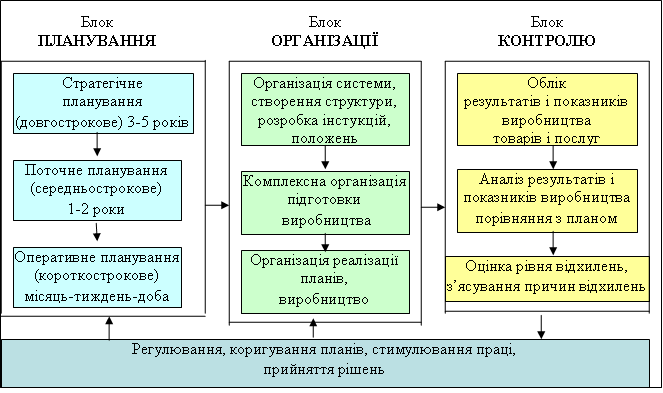 Блок
ПЛАНУВАННЯ
Стратегічне
планування
(довгострокове) 3-5 років
Поточне планування
(середньострокове)
1-2 роки
Оперативне планування
(короткострокове)
місяць-тиждень-доба
Блок
ОРГАНІЗАЦІЇ
Організація системи,
створення структури,
розробка інстукцій,
положень
Комплексна організація
підготовки
виробництва
Організація реалізації
планів,
виробництво
Блок
КОНТРОЛЮ
Облік
результатів і показників
виробництва
товарів і послуг
Аналіз результатів і
показників виробництва
порівняння з планом
Оцінка рівня відхилень,
з’ясування причин відхилень
Регулювання, коригування планів, стимулювання праці,
прийняття рішень